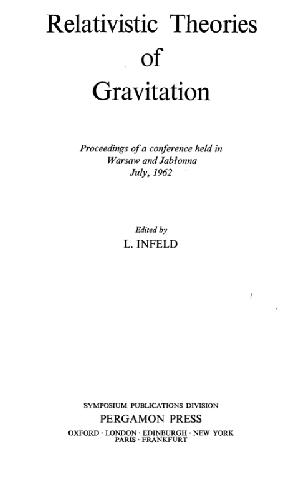 Relativistic Theories
of
Gravitation
Proceedings of a conference held in
Warsaw and Jabłonna
July, 1962
Edited by
L. INFELD
SYMPOSIUM PUBLICATIONS DIVISION
PERGAMON PRESS
OXFORD · LONDON · EDINBURGH · NEW YORK
PARIS · FRANKFURT